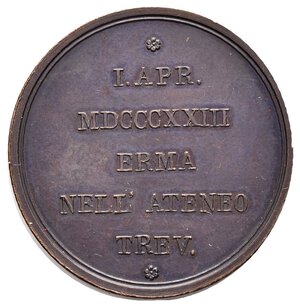 I. APR.
MDCCCXXIII
ERMA
NELL' ATENEO
TREV.